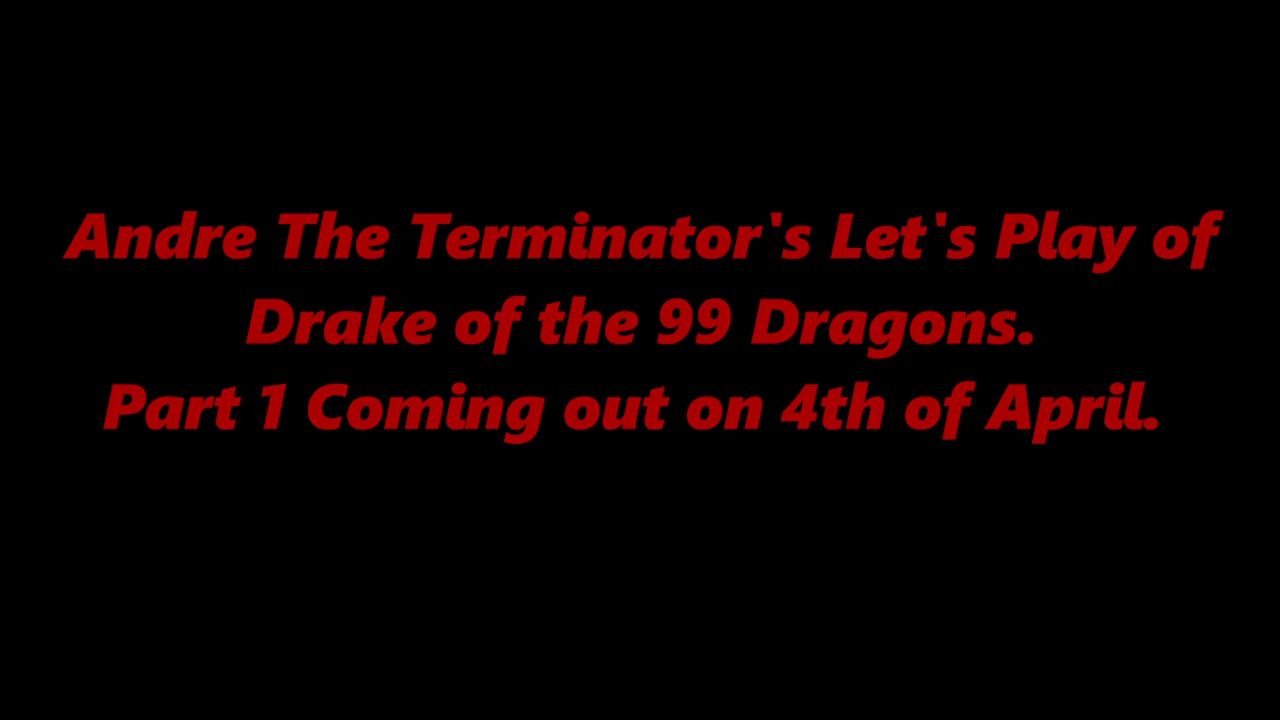 Andre The Terminator's Let's Play of
Drake of the 99 Dragons.
Part 1 Coming out on 4th of April.